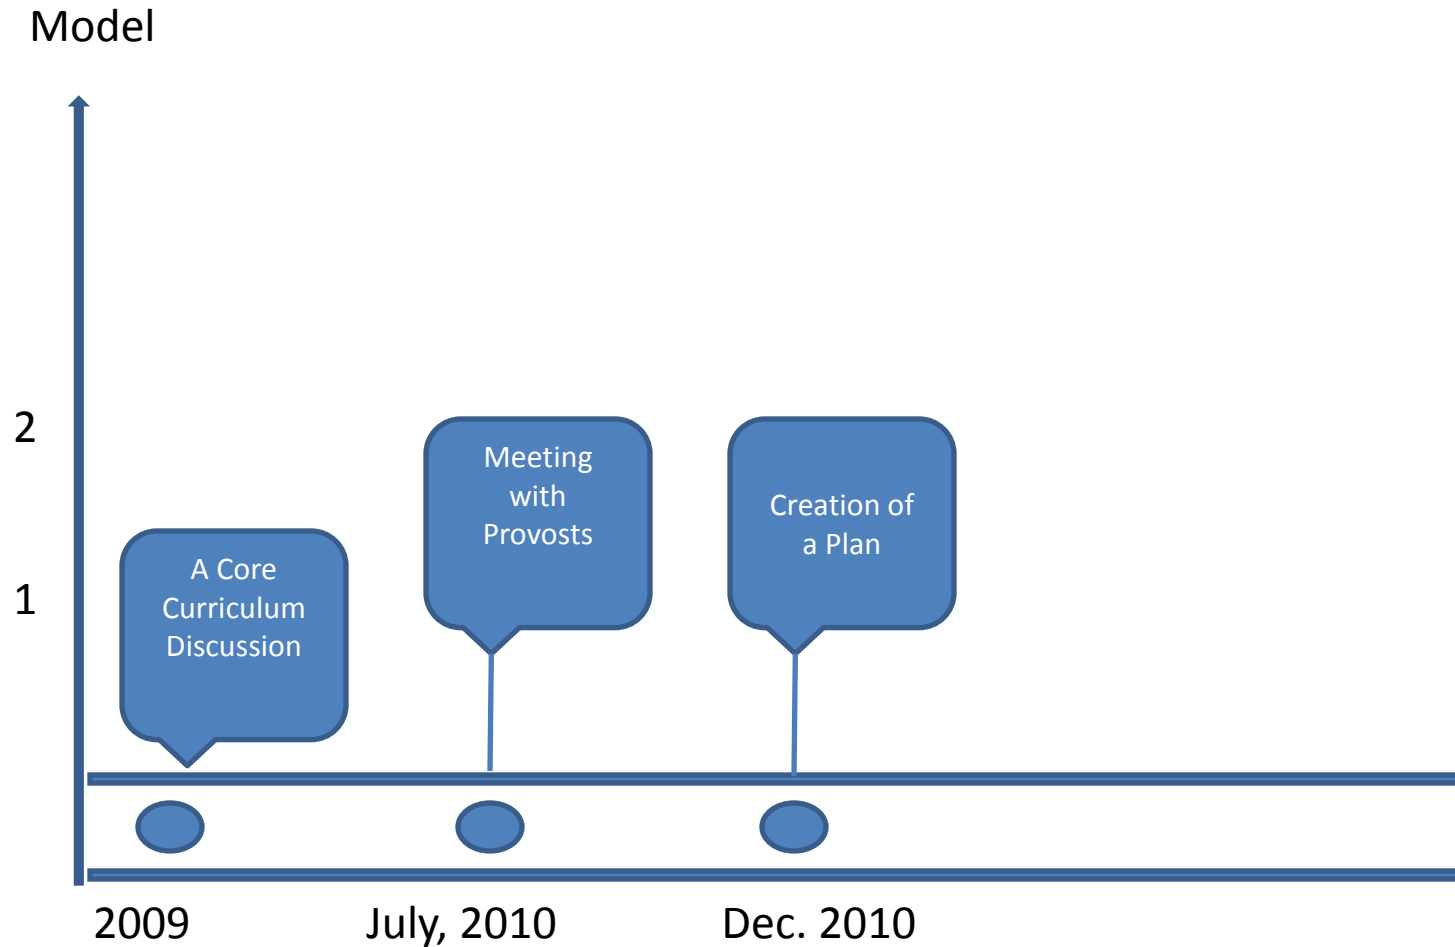 Model
2
Meeting
with
Provosts
Creation of
a Plan
1
A Core
Curriculum
Discussion
2009
July, 2010
Dec. 2010